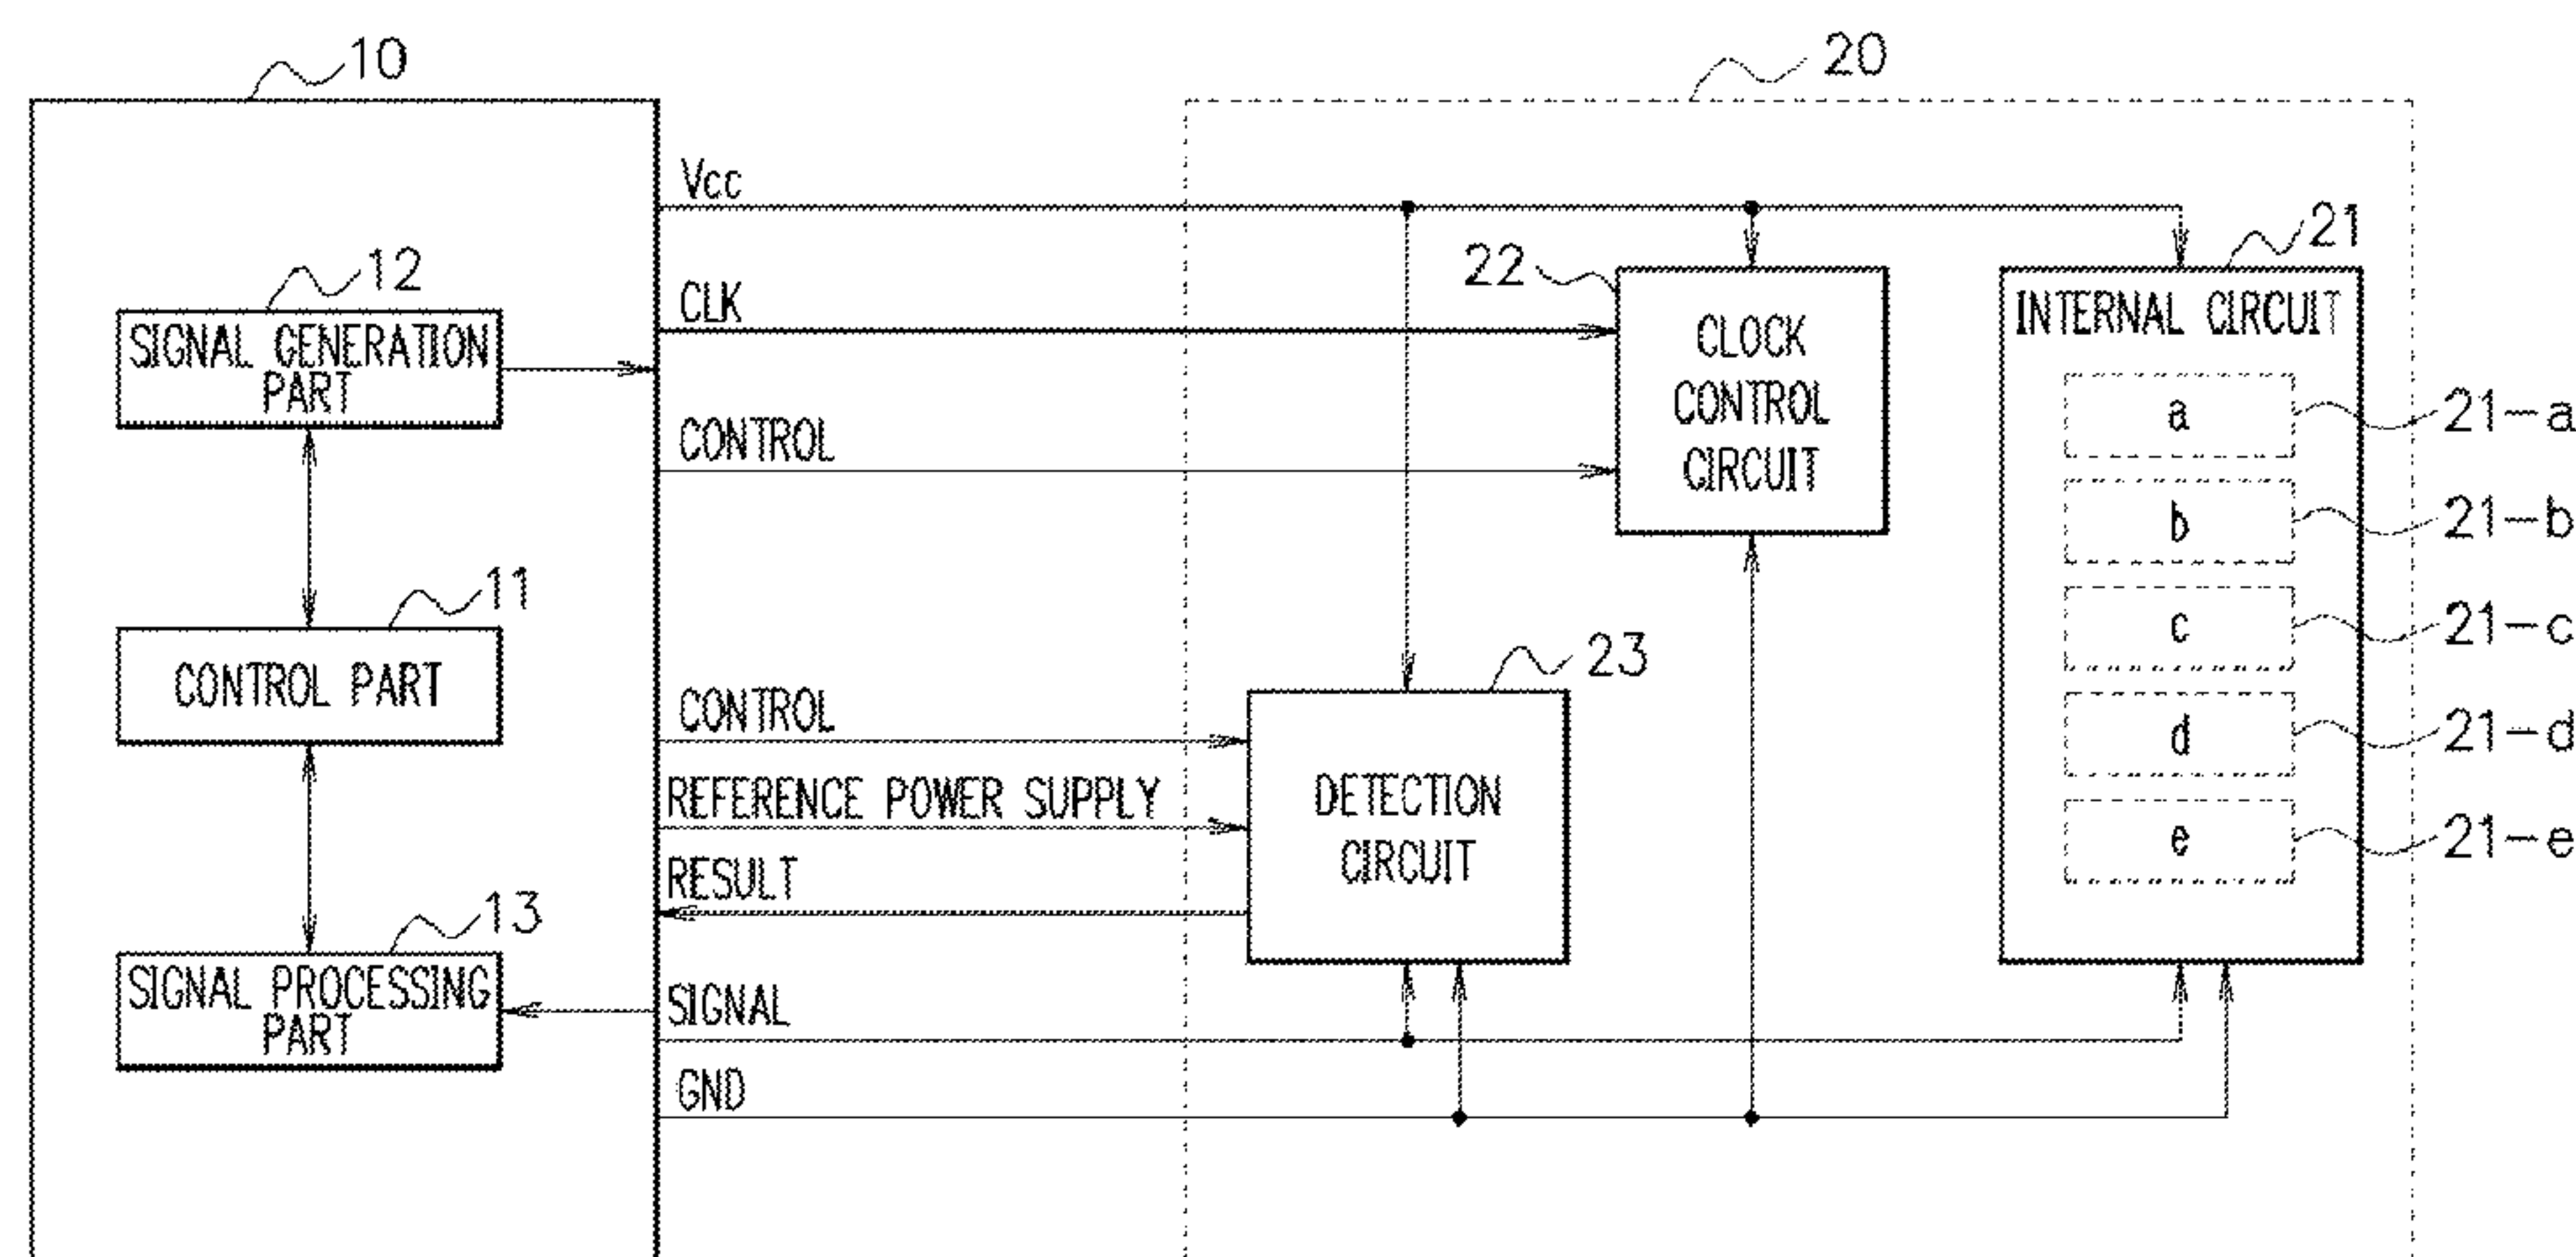 10
20
Vcc
12
SIGNAL GENERATION
PART
CLK
22
CLOCK
CONTROL
CIRCUIT
21
INTERNAL CIRCUIT
a
21-a
b
21-b
c
21-c
d
21-d
e
21-e
CONTROL
11
CONTROL PART
23
CONTROL
REFERENCE POWER SUPPLY
DETECTION
CIRCUIT
RESULT
13
SIGNAL PROCESSING
PART
SIGNAL
GND